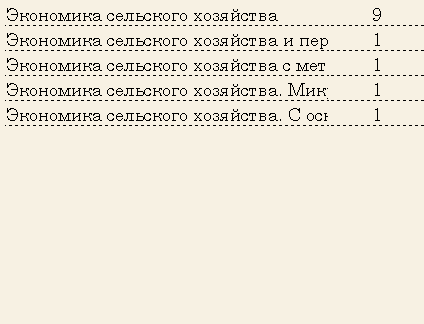 Экономика сельского хозяйства 9
Экономика сельского хозяйства и пер 1
Экономика сельского хозяйства с мет 1
Экономика сельского хозяйства. Мик 1
Экономика сельского хозяйства. С осн 1